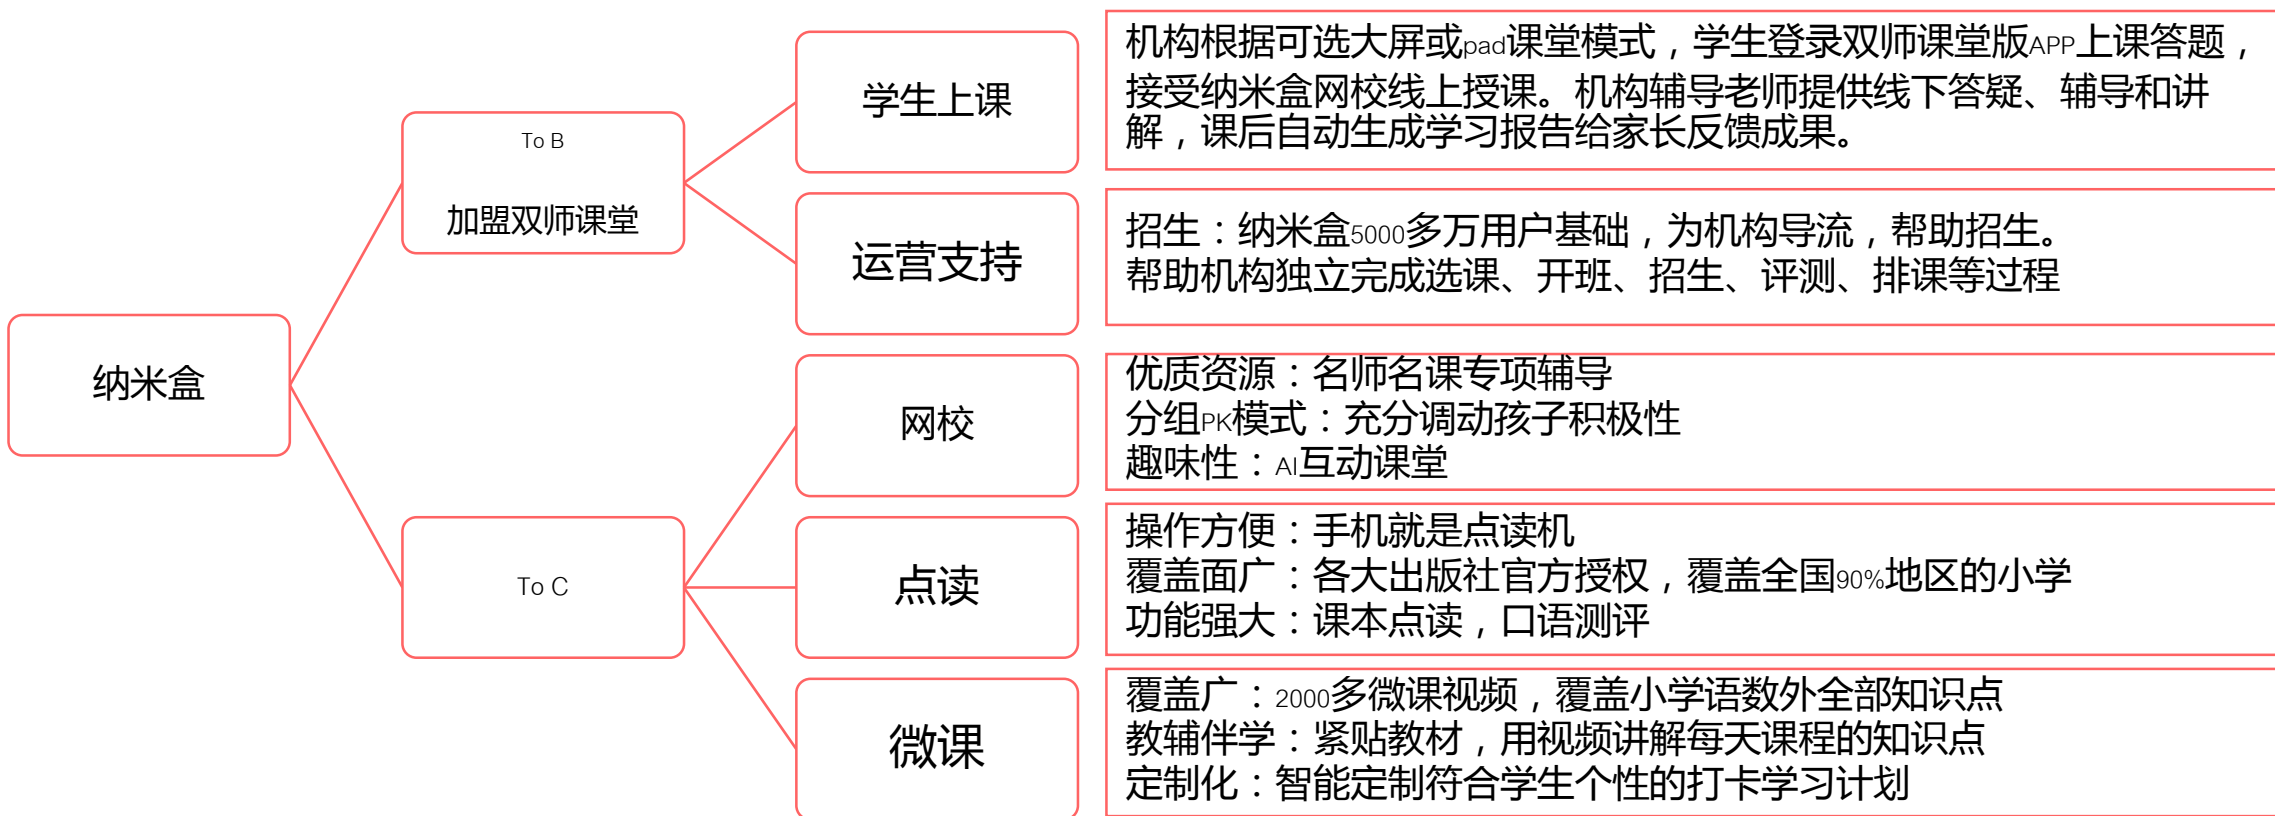 纳米盒
To B
加盟双师课堂
学生上课
机构根据可选大屏或pad课堂模式，学生登录双师课堂版APP上课答题，
接受纳米盒网校线上授课。机构辅导老师提供线下答疑、辅导和讲
解，课后自动生成学习报告给家长反馈成果。
运营支持
招生：纳米盒5000多万用户基础，为机构导流，帮助招生。
帮助机构独立完成选课、开班、招生、评测、排课等过程
To C
网校
优质资源：名师名课专项辅导
分组PK模式：充分调动孩子积极性
趣味性：AI互动课堂
点读
操作方便：手机就是点读机
覆盖面广：各大出版社官方授权，覆盖全国90%地区的小学
功能强大：课本点读，口语测评
微课
覆盖广：2000多微课视频，覆盖小学语数外全部知识点
教辅伴学：紧贴教材，用视频讲解每天课程的知识点
定制化：智能定制符合学生个性的打卡学习计划